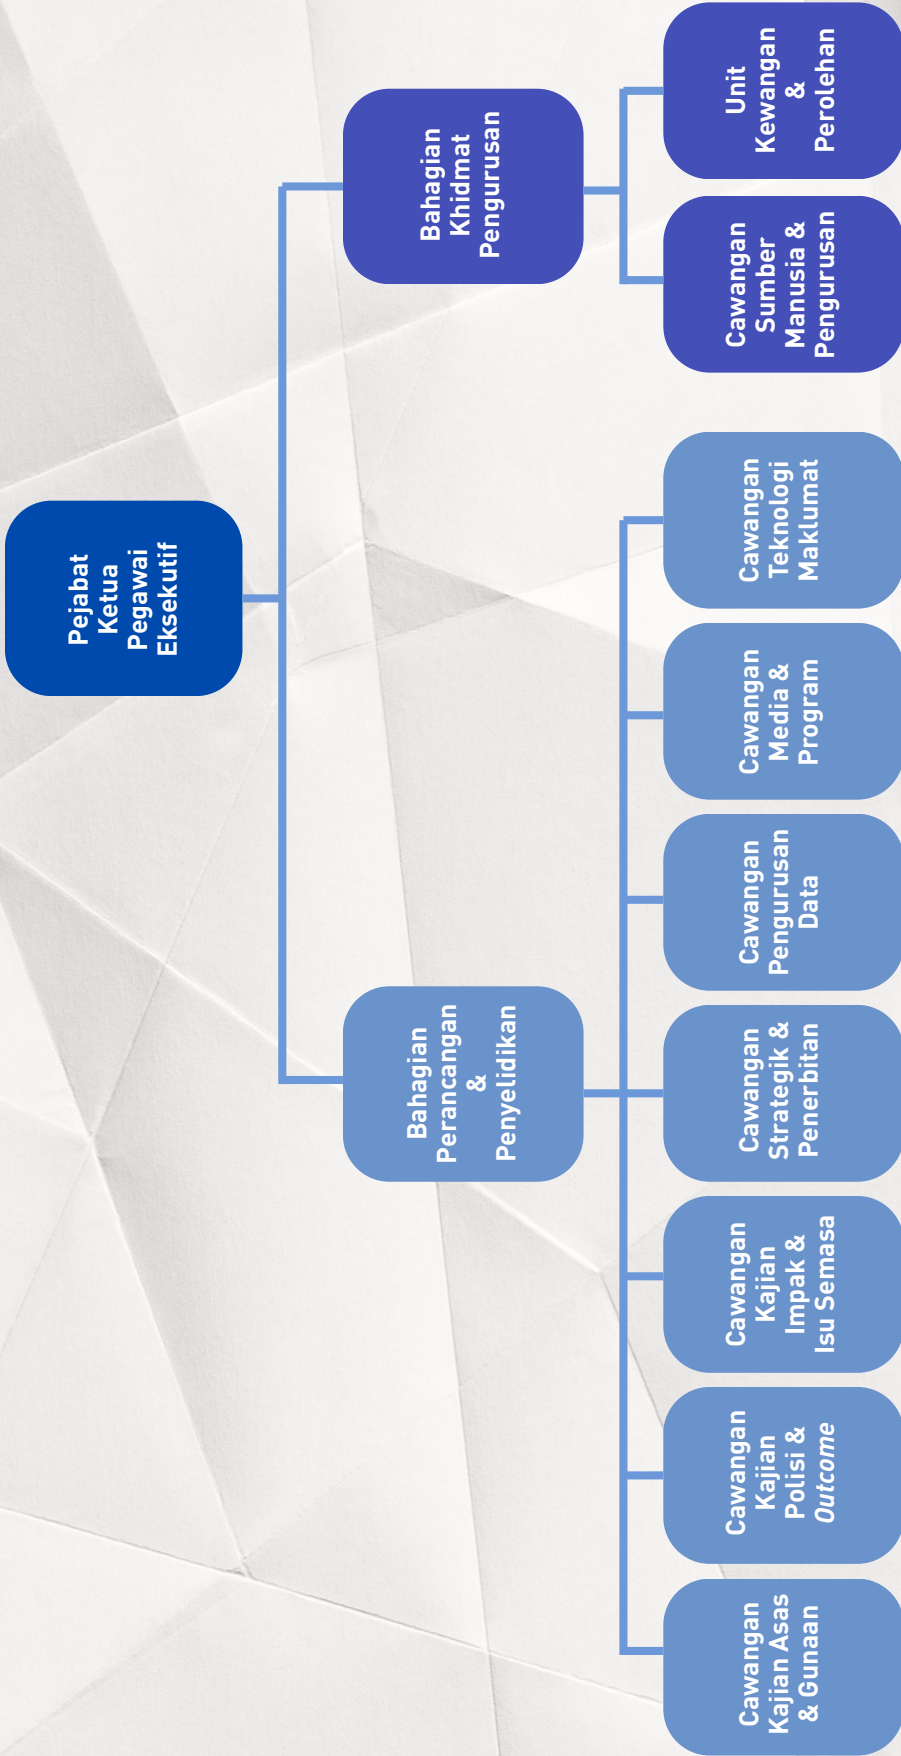 Pejabat
Ketua
Pegawai
Eksekutif
Bahagian
Perancangan
&
Penyelidikan
Bahagian
Khidmat
Pengurusan
Cawangan
Kajian Asas
& Gunaan
Cawangan
Kajian
Polisi &
Outcome
Cawangan
Kajian
Impak &
Isu Semasa
Cawangan
Strategik &
Penerbitan
Cawangan
Pengurusan
Data
Cawangan
Media &
Program
Cawangan
Teknologi
Maklumat
Cawangan
Sumber
Manusia &
Pengurusan
Unit
Kewangan
&
Perolehan